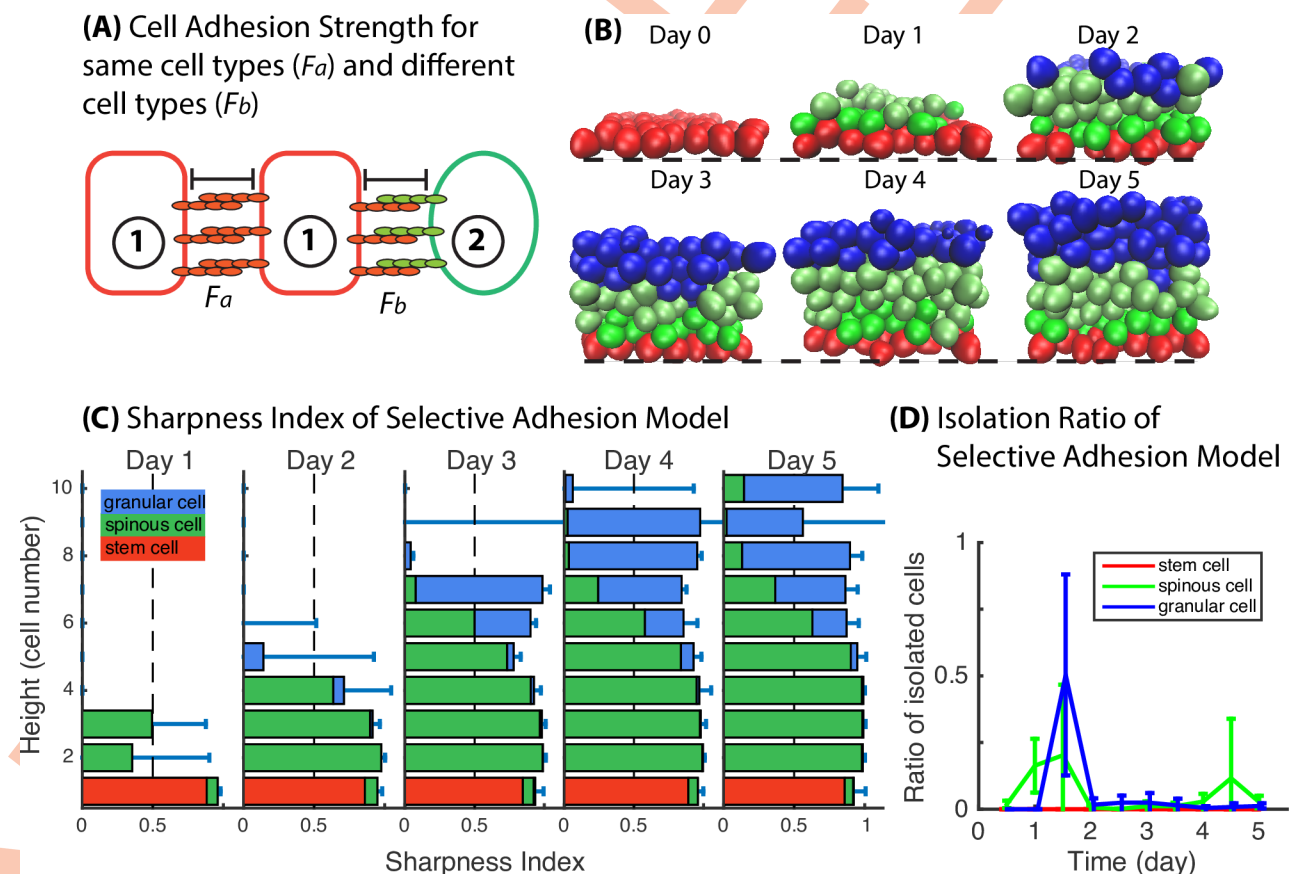 (A) Cell Adhesion Strength for
same cell types (Fa) and different
cell types (Fb)
1
1
2
Fa
Fb
(B)
Day 0
Day 1
Day 2
Day 3
Day 4
Day 5
(C) Sharpness Index of Selective Adhesion Model
Day 1
Day 2
Day 3
Day 4
Day 5
granular cell
spinous cell
stem cell
Height (cell number)
10
8
6
4
2
0
0.5
0
0.5
0
0.5
0
0.5
0
0.5
1
Sharpness Index
(D) Isolation Ratio of
Selective Adhesion Model
stem cell
spinous cell
granular cell
Ratio of isolated cells
1
0.5
0
0
1
2
3
4
5
Time (day)